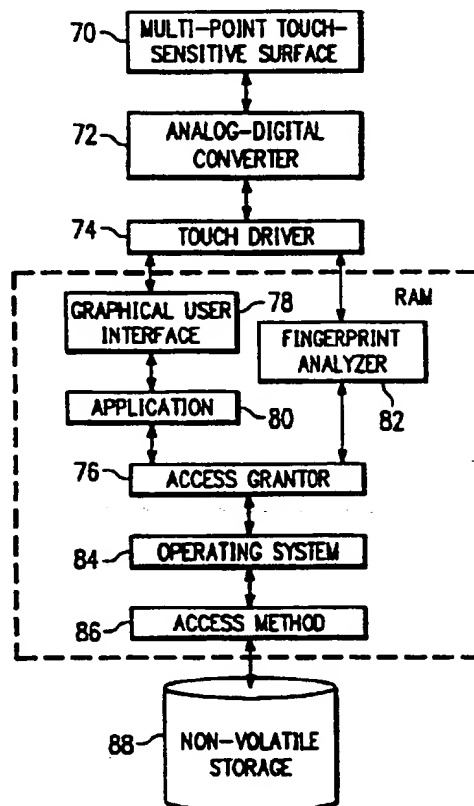 70
MULTI-POINT TOUCH-
SENSITIVE SURFACE
72
ANALOG-DIGITAL
CONVERTER
74
TOUCH DRIVER
GRAPHICAL USER
INTERFACE
78
RAM
FINGERPRINT
ANALYZER
82
APPLICATION
80
76
ACCESS GRANTOR
84
OPERATING SYSTEM
86
ACCESS METHOD
88
NON-VOLATILE
STORAGE